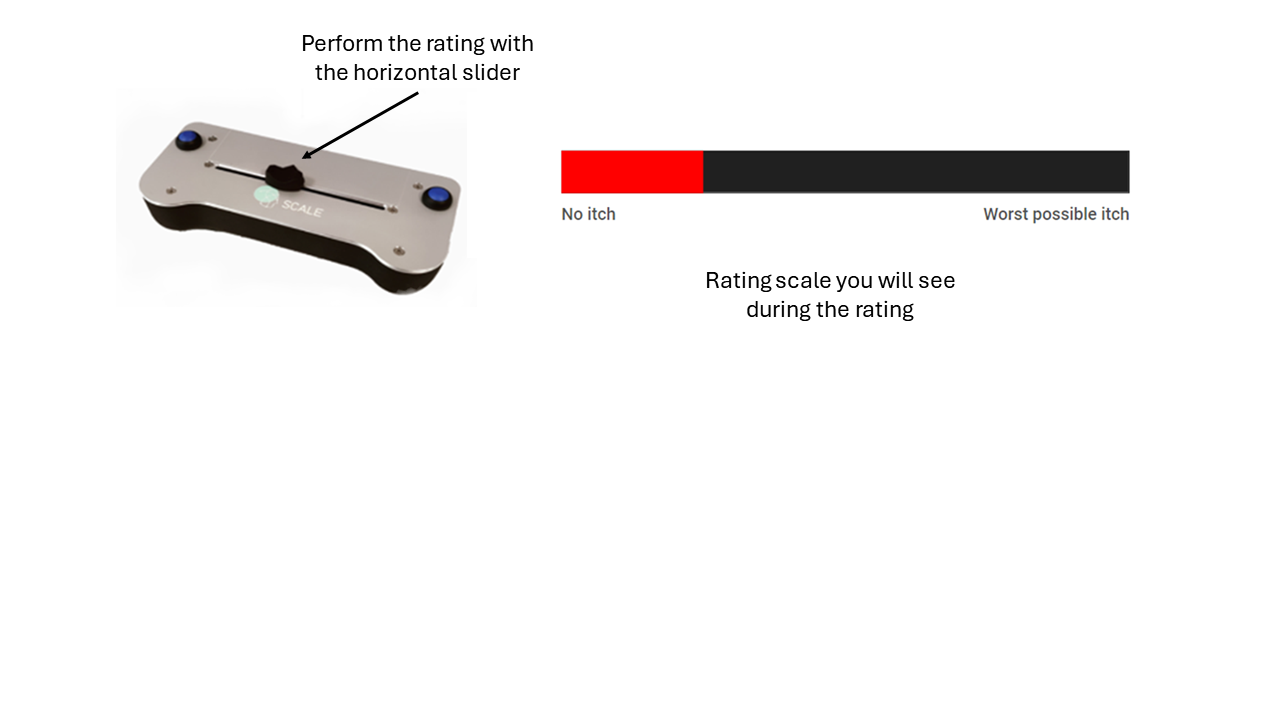 Perform the rating with
the horizontal slider
SCALE
No itch
Worst possible itch
Rating scale you will see
during the rating